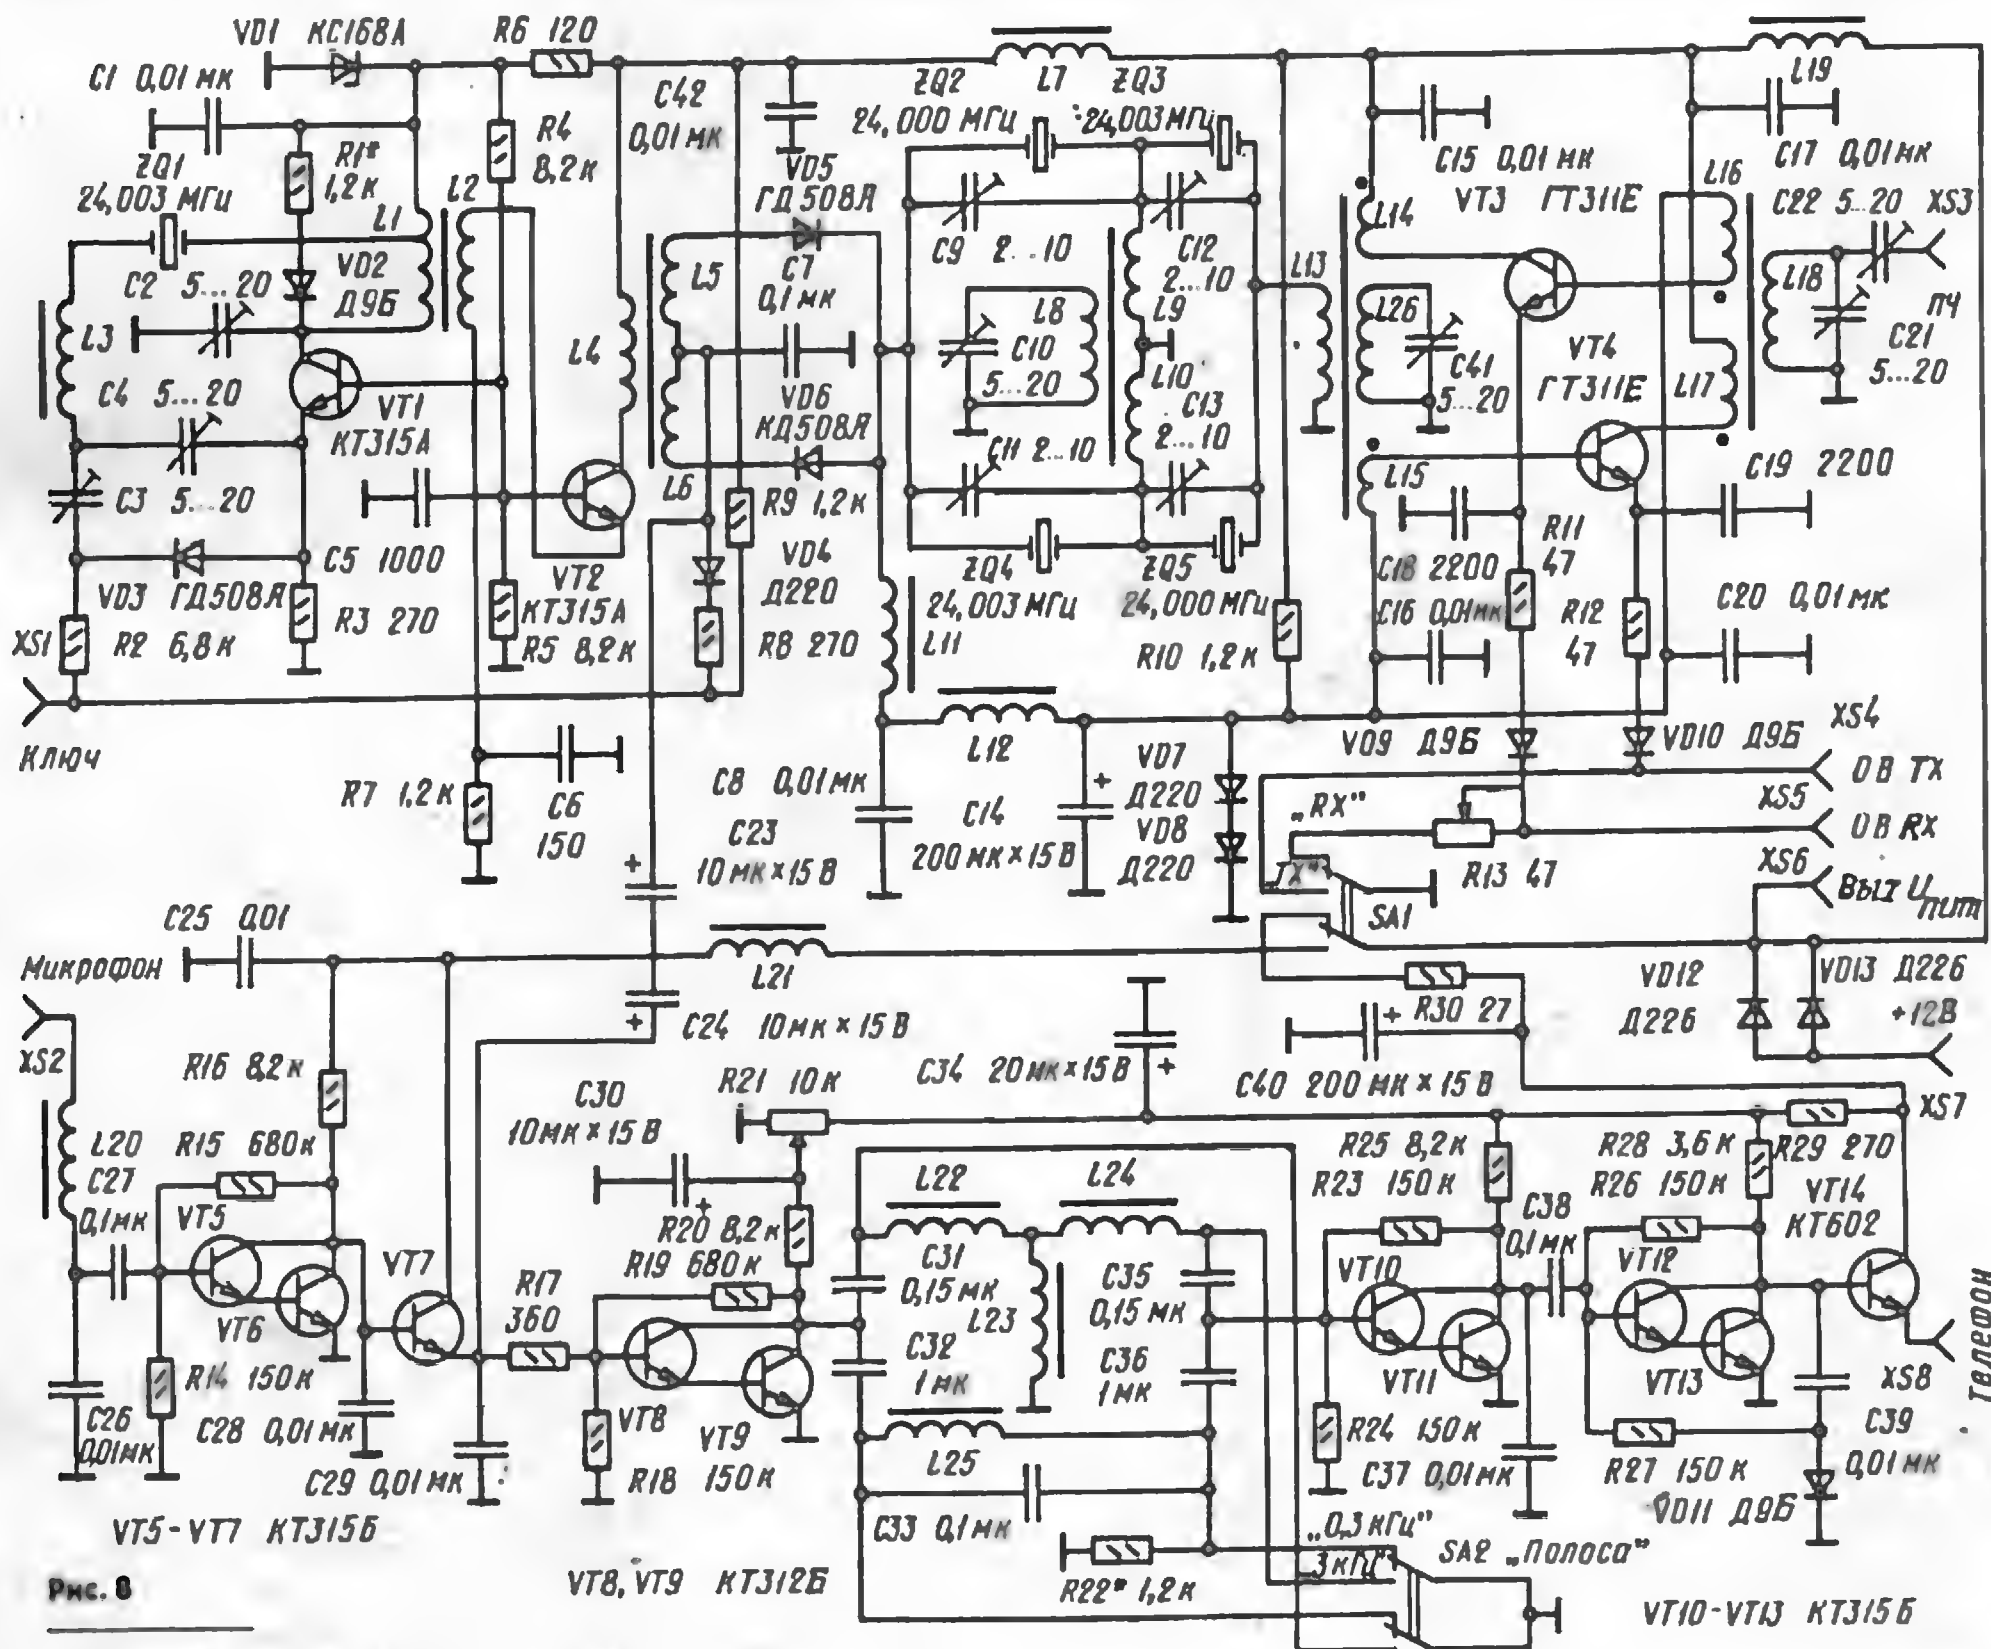 VD1 КС168А
R6 120
C1 0,01 мк
C42
0,01 мк
ZQ2
24,000 МГц
L7
ZQ3
24,003 МГц
L19
ZQ1
24,003 МГц
R1*
1,2 к
L2
R4
8,2 к
VD5
ГД508Я
C15 0,01 мк
C17 0,01 мк
VT3 ГТ311Е
L16
C22 5...20
XS3
L1
L14
C2 5...20
VD2
Д9Б
C7
0,1 мк
L5
C9 2...10
C12
2...10
L13
L18
ПЧ
L3
L4
L8
C10
5...20
L9
L26
C41
5...20
VT4
ГТ311Е
L17
C21
5...20
C4 5...20
VT1
КТ315А
VD6
КД508Я
L10
C13
2...10
C11 2...10
C3 5...20
L6
R9 1,2 к
L15
C19 2200
C5 1000
VT2
КТ315А
VD4
Д220
ZQ4
24,003 МГц
ZQ5
24,000 МГц
C18 2200
R11
47
VD3 ГД508Я
R3 270
R5 8,2 к
R8 270
L11
R10 1,2 к
C16 0,01 мк
R12
47
C20 0,01 мк
XS1
R2 6,8 к
Ключ
L12
VD9 Д9Б
VD10 Д9Б
XS4
ОВ TX
R7 1,2 к
C6
150
C8 0,01 мк
C14
200 мк × 15 В
VD7
Д220
VD8
Д220
„RX”
„TX”
XS5
ОВ RX
R13 47
C23
10 мк × 15 В
XS6
Вых Uпит
SA1
C25 0,01
Микрофон
L21
VD12
Д226
VD13 Д226
+12В
R30 27
XS2
C24 10 мк × 15 В
R16 8,2 к
C30
10 мк × 15 В
R21 10 к
C34 20 мк × 15 В
C40 200 мк × 15 В
XS7
L20
C27
0,1 мк
R15 680 к
L22
L24
R25 8,2 к
R23 150 к
R28 3,6 к
R26 150 к
R29 270
VT5
R20 8,2 к
R19 680 к
C38
0,1 мк
VT14
КТ602
VT7
R17
360
C31
0,15 мк
L23
C35
0,15 мк
VT10
VT12
VT6
C32
1 мк
C36
1 мк
R14 150 к
VT8
VT9
VT11
VT13
XS8
Телефон
C26
0,01 мк
C28 0,01 мк
L25
R24 150 к
C39
0,01 мк
C29 0,01 мк
R18 150 к
C37 0,01 мк
R27 150 к
VD11 Д9Б
VT5-VT7 КТ315Б
C33 0,1 мк
„0,3 кГц”
„3 кГц”
SA2 „Полоса”
Рис. 8
VT8, VT9 КТ312Б
R22* 1,2 к
VT10-VT13 КТ315Б